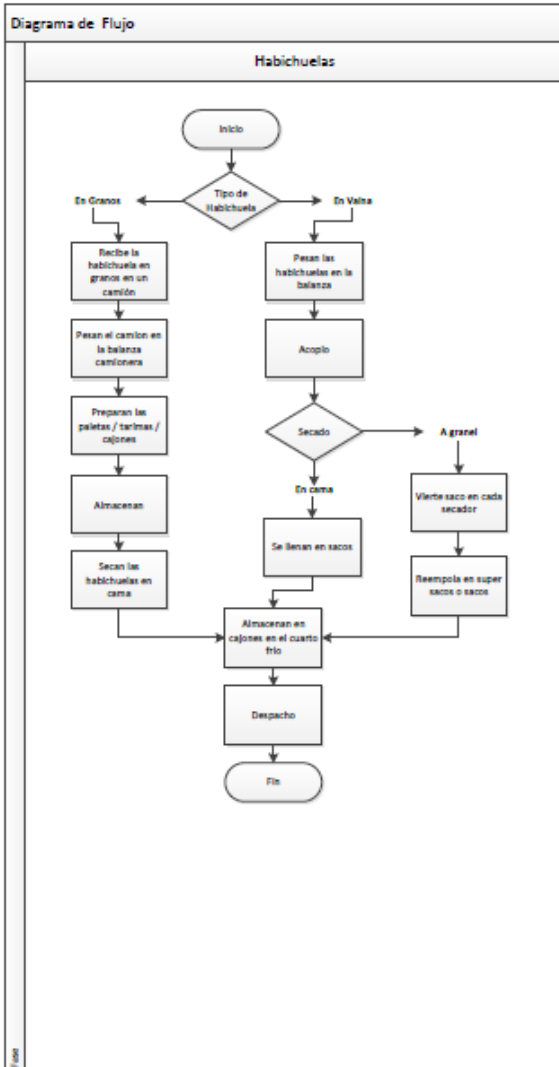 Diagrama de Flujo
Habichuelas
Inicio
Tipo de
Habichuela
En Granos
En Vaina
Recibe la
habichuela en
granos en un
camión
Pesan las
habichuelas en la
balanza
Pesan el camion en
la balanza
camionera
Acopio
Preparan las
paletas / tarimas /
cajones
Secado
A granel
Almacenan
En cama
Vierte saco en cada
secador
Se llenan en sacos
Secan las
habichuelas en
cama
Reempola en super
sacos o sacos
Almacenan en
cajones en el cuarto
frio
Despacho
Fin
Fase